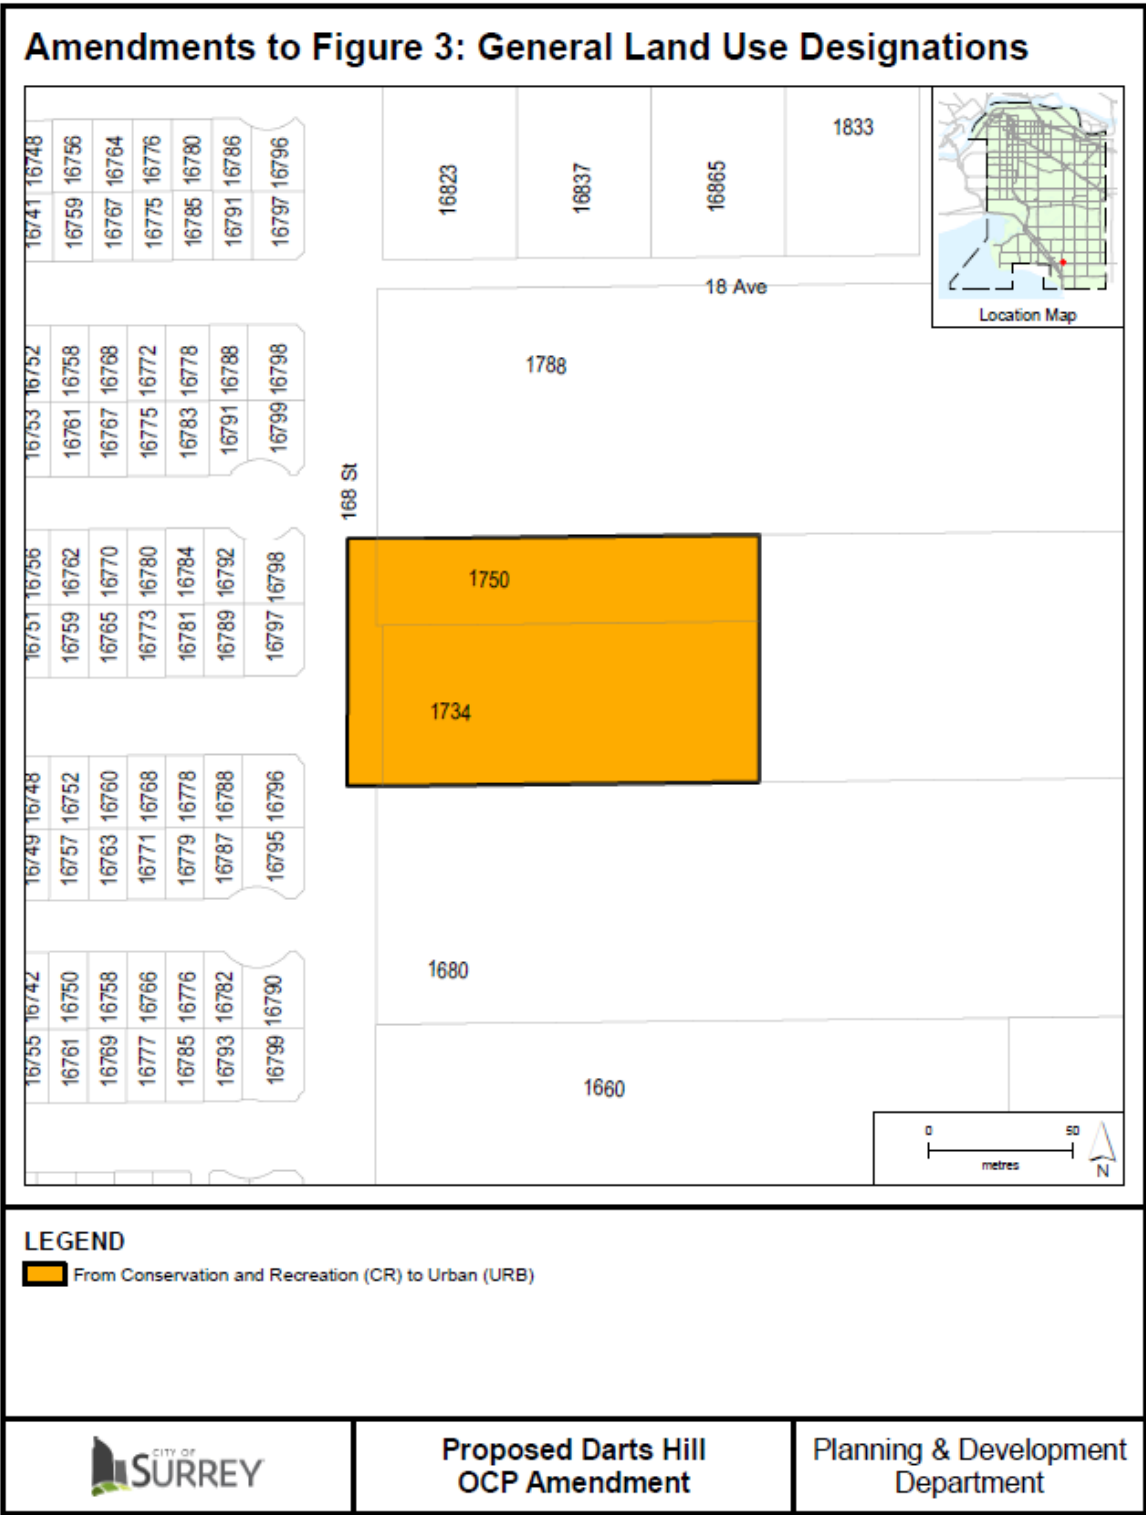 Amendments to Figure 3: General Land Use Designations
16748 16756 16764 16776 16780 16786 16796
16741 16759 16767 16775 16785 16791 16797
16823 16837 16865 1833
18 Ave
Location Map
16752 16758 16768 16772 16778 16788 16798
16753 16761 16767 16775 16783 16791 16799
1788
168 St
16756 16762 16770 16780 16784 16792 16798
16751 16759 16765 16773 16781 16789 16797
1750
1734
16748 16752 16760 16768 16778 16788 16796
16749 16757 16763 16771 16779 16787 16795
16742 16750 16758 16766 16776 16782 16790
16755 16761 16769 16777 16785 16793 16799
1680
1660
0 50
metres
N
LEGEND
From Conservation and Recreation (CR) to Urban (URB)
CITY OF
SURREY
Proposed Darts Hill
OCP Amendment
Planning & Development
Department